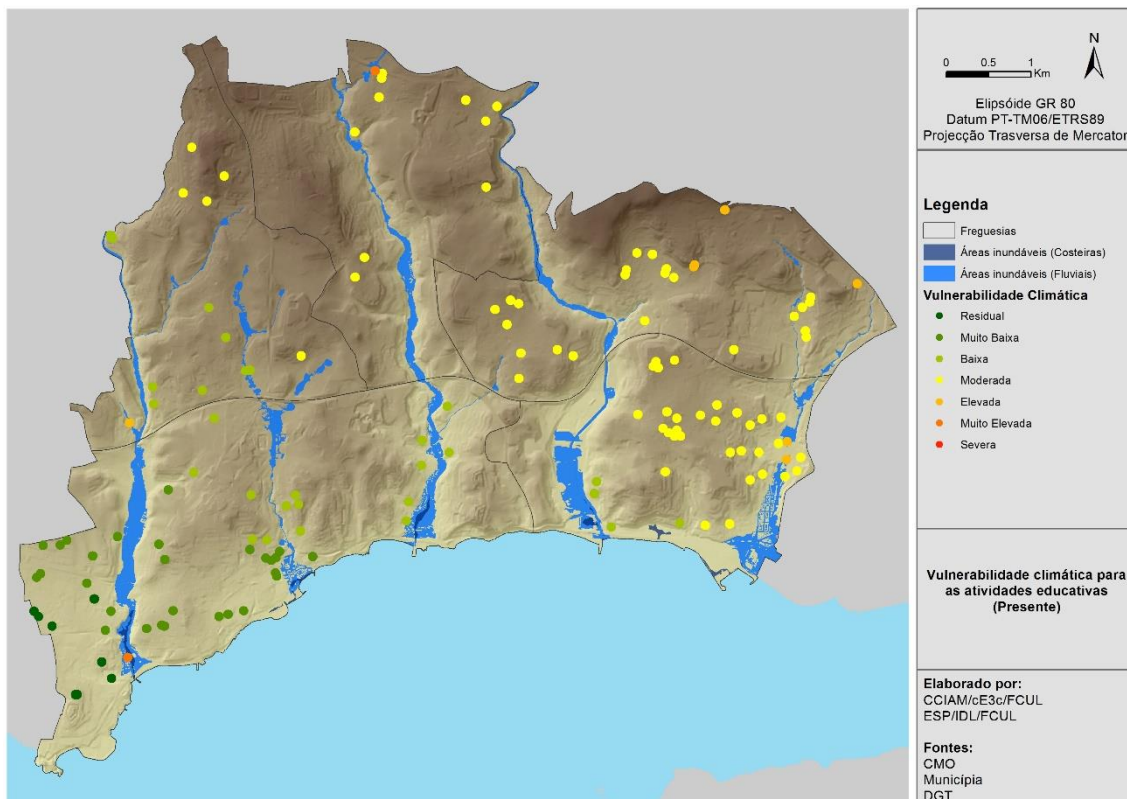 N
0 0.5 1
Km
Elipsóide GR 80
Datum PT-TM06/ETRS89
Projecção Trasversa de Mercator
Legenda
Freguesias
Áreas inundáveis (Costeiras)
Áreas inundáveis (Fluviais)
Vulnerabilidade Climática
Residual
Muito Baixa
Baixa
Moderada
Elevada
Muito Elevada
Severa
Vulnerabilidade climática para
as atividades educativas
(Presente)
Elaborado por:
CCIAM/cE3c/FCUL
ESP/IDL/FCUL
Fontes:
CMO
Municípia
DGT